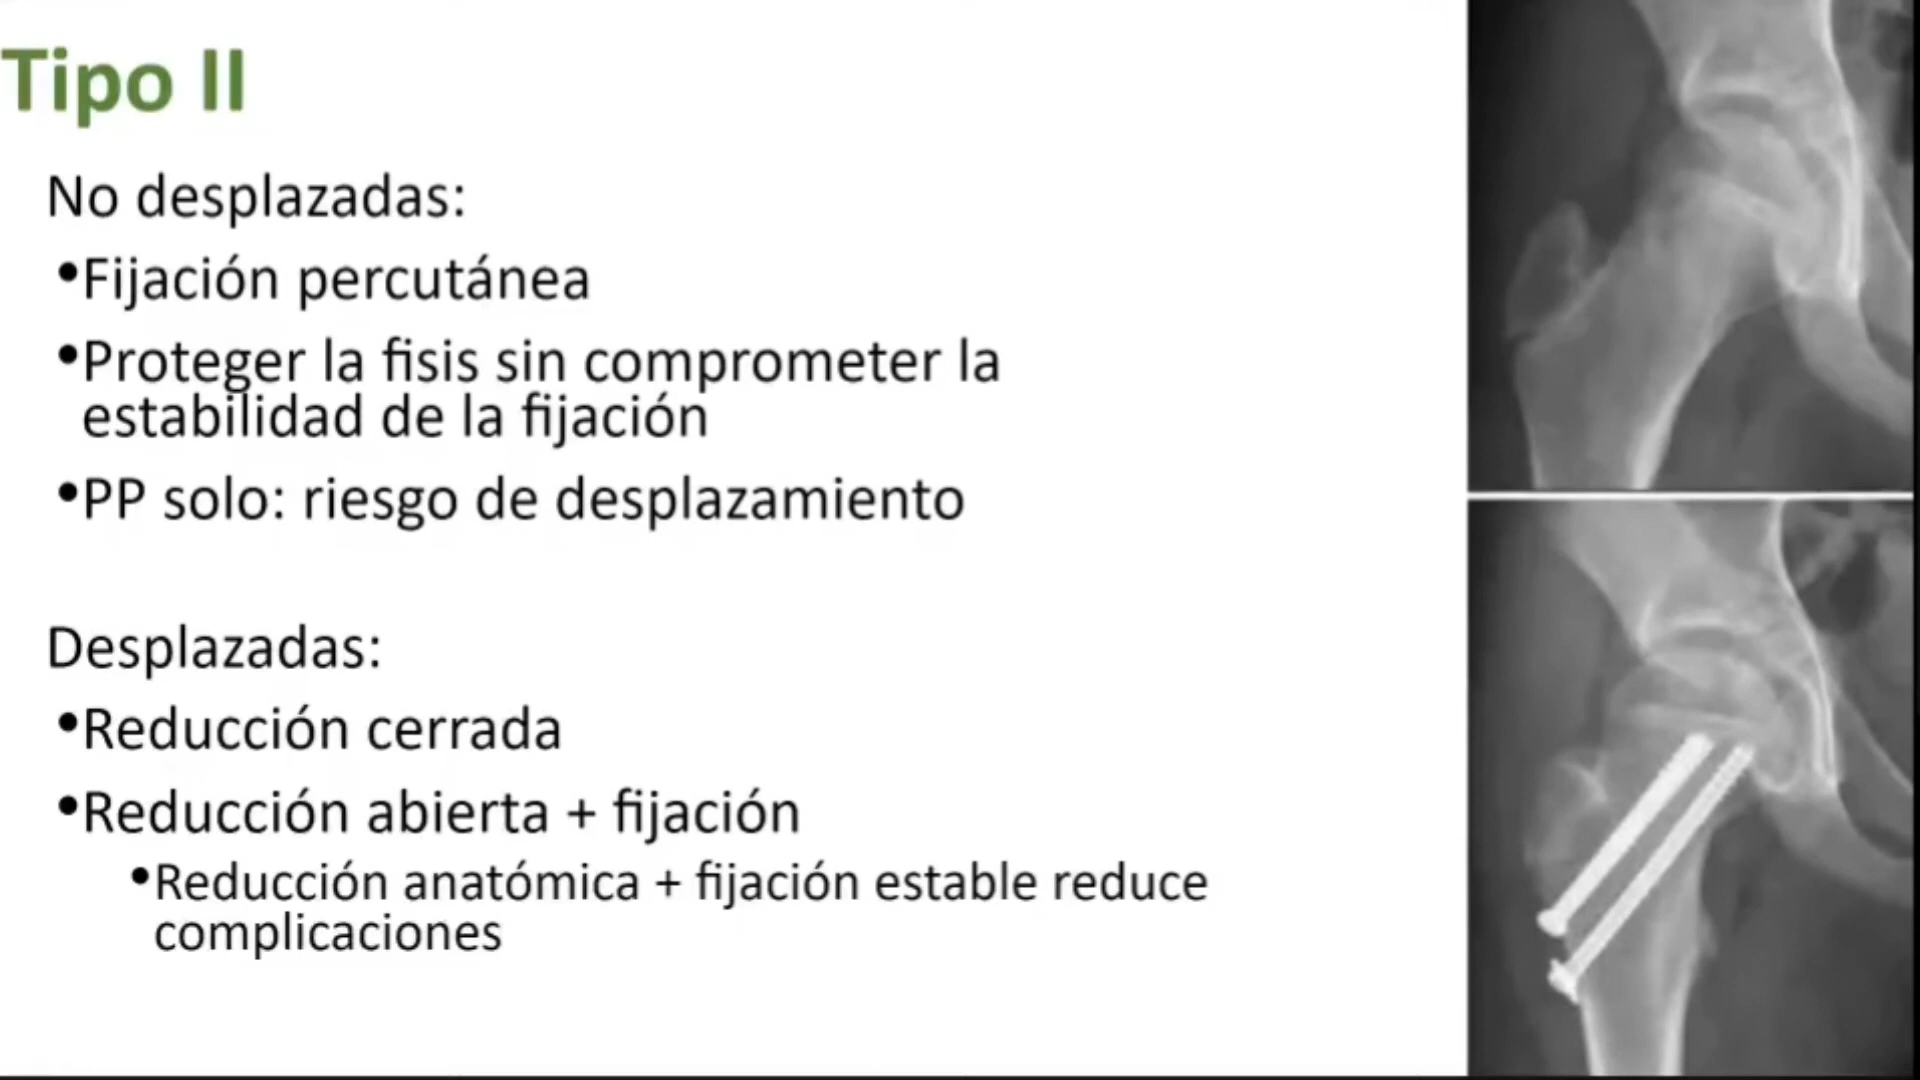 Tipo II
No desplazadas:
•Fijación percutánea
•Proteger la fisis sin comprometer la
estabilidad de la fijación
•PP solo: riesgo de desplazamiento
Desplazadas:
•Reducción cerrada
•Reducción abierta + fijación
•Reducción anatómica + fijación estable reduce
complicaciones